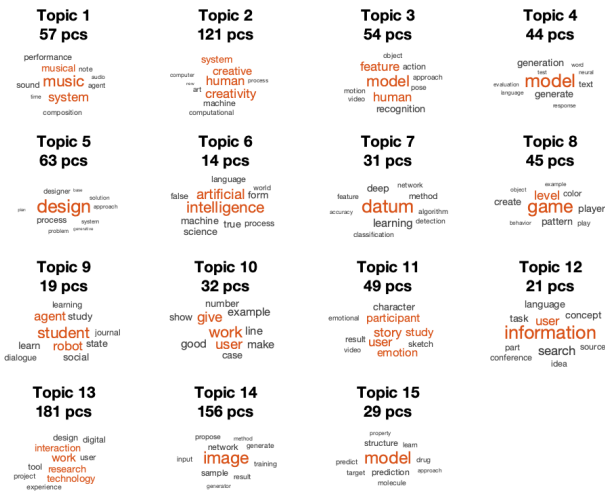 Topic 1
57 pcs
performance
musical note
audio
music
sound
agent
time
system
composition
Topic 2
121 pcs
system
creative
computer
human process
art
creativity
machine
computational
Topic 3
54 pcs
object
feature action
model
approach
motion
pose
video
human
recognition
Topic 4
44 pcs
generation
word
test
neural
model
evaluation
text
language
generate
response
Topic 5
63 pcs
designer
solution
design
approach
process
system
problem
generative
Topic 6
14 pcs
language
world
false
artificial
form
intelligence
machine
true
process
science
Topic 7
31 pcs
deep
network
feature
method
datum
accuracy
algorithm
learning
detection
classification
Topic 8
45 pcs
example
object
level
color
create
game
player
behavior
pattern
play
Topic 9
19 pcs
learning
agent study
student
journal
learn
robot
state
dialogue
social
Topic 10
32 pcs
number
show
give
example
work
line
good
user
make
case
Topic 11
49 pcs
character
emotional
participant
story study
result
user
sketch
video
emotion
Topic 12
21 pcs
language
task
user
concept
information
part
search
source
conference
idea
Topic 13
181 pcs
design
digital
interaction
work
user
tool
research
project
technology
experience
Topic 14
156 pcs
propose
method
network
generate
input
image
training
sample
result
generator
Topic 15
29 pcs
property
structure
learn
model
predict
drug
target
prediction
approach
molecule